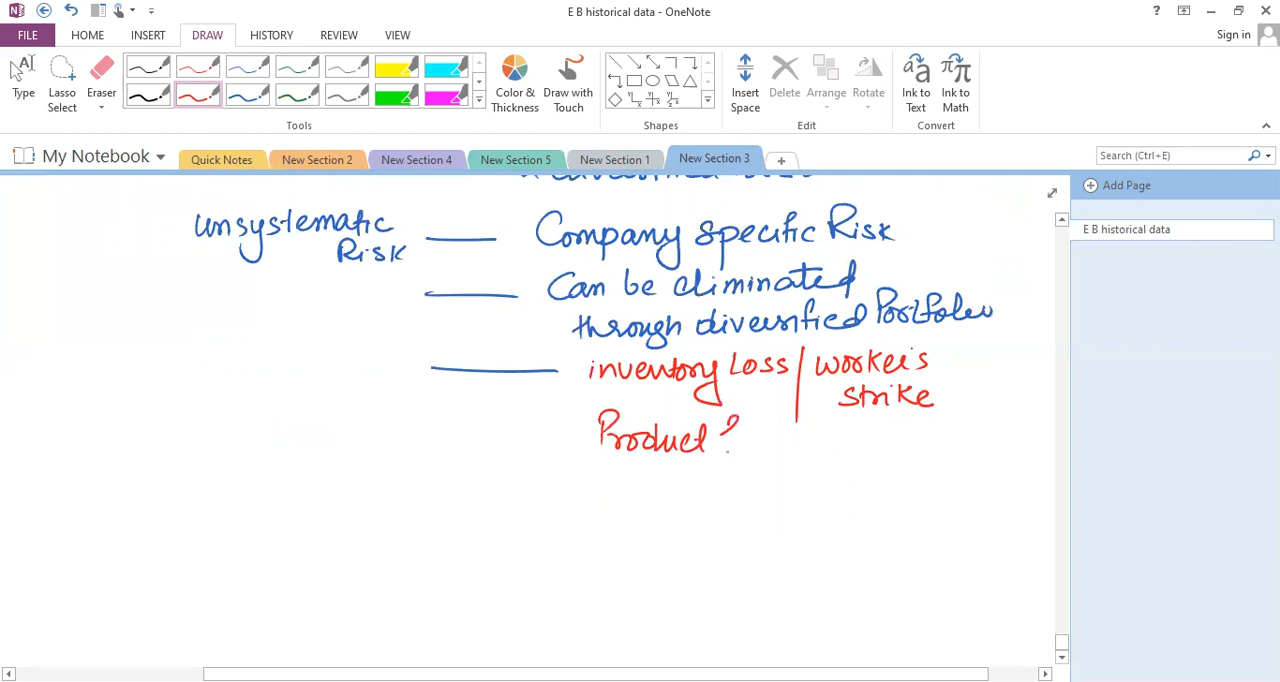 E B historical data - OneNote
?
FILE HOME INSERT DRAW HISTORY REVIEW VIEW
Sign in
Type
Lasso Select
Eraser
Color & Thickness
Draw with Touch
Insert Space
Delete
Arrange
Rotate
Ink to Text
Ink to Math
Tools
Shapes
Edit
Convert
My Notebook
Quick Notes
New Section 2
New Section 4
New Section 5
New Section 1
New Section 3
Search (Ctrl+E)
Add Page
E B historical data
unsystematic Risk
Company specific Risk
Can be eliminated
through diversified Portfolio
inventory Loss / worker's
strike
Product ?